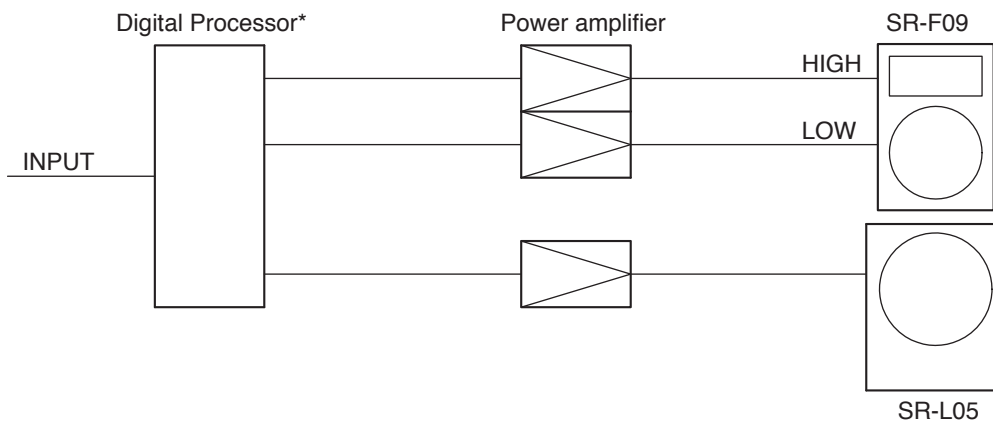 Digital Processor*
Power amplifier
SR-F09
HIGH
LOW
INPUT
SR-L05